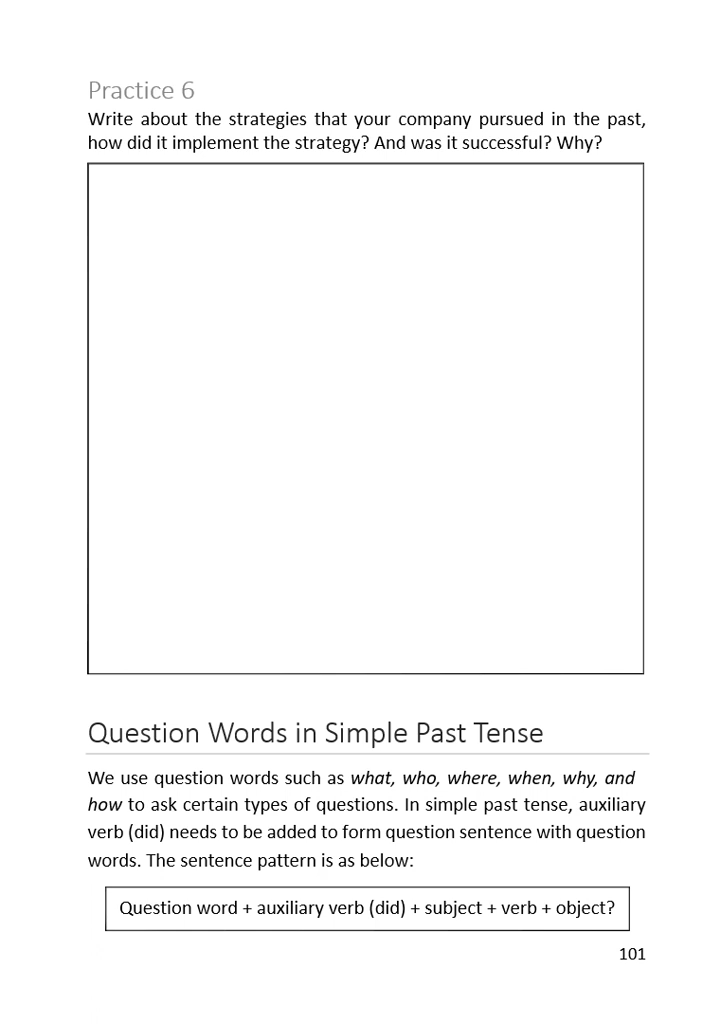 Practice 6
Write about the strategies that your company pursued in the past,
how did it implement the strategy? And was it successful? Why?
Question Words in Simple Past Tense
We use question words such as what, who, where, when, why, and
how to ask certain types of questions. In simple past tense, auxiliary
verb (did) needs to be added to form question sentence with question
words. The sentence pattern is as below:
Question word + auxiliary verb (did) + subject + verb + object?
101